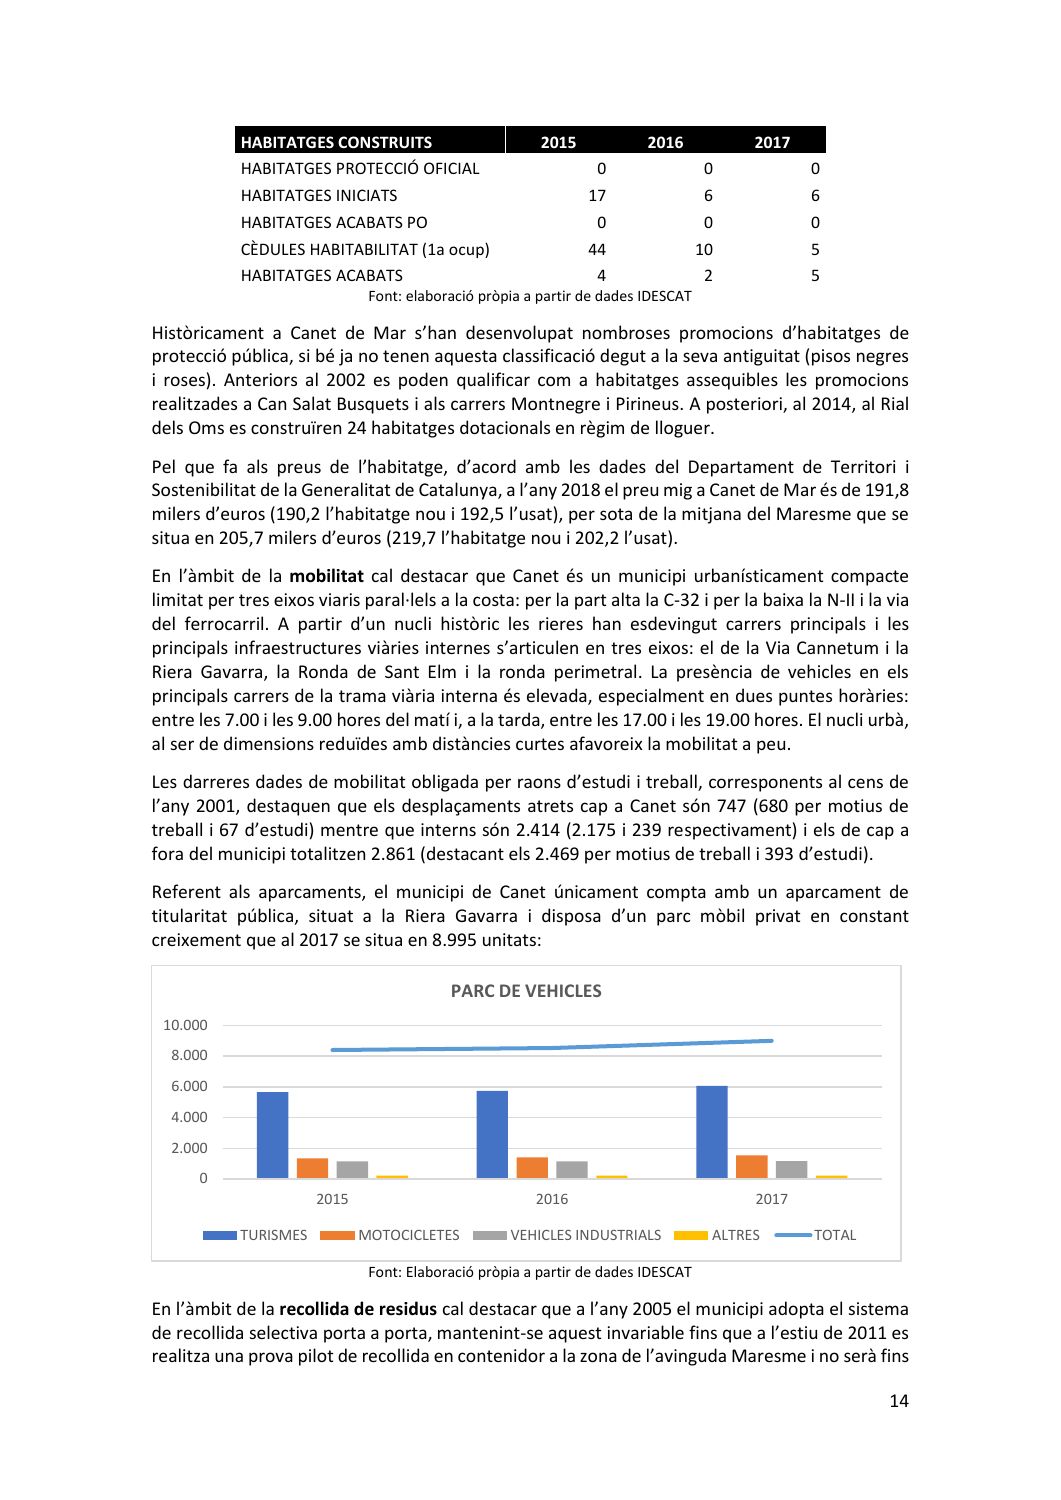 HABITATGES CONSTRUITS 2015 2016 2017
HABITATGES PROTECCIÓ OFICIAL 0 0 0
HABITATGES INICIATS 17 6 6
HABITATGES ACABATS PO 0 0 0
CÈDULES HABITABILITAT (1a ocup) 44 10 5
HABITATGES ACABATS 4 2 5
Font: elaboració pròpia a partir de dades IDESCAT
Històricament a Canet de Mar s’han desenvolupat nombroses promocions d’habitatges de
protecció pública, si bé ja no tenen aquesta classificació degut a la seva antiguitat (pisos negres
i roses). Anteriors al 2002 es poden qualificar com a habitatges assequibles les promocions
realitzades a Can Salat Busquets i als carrers Montnegre i Pirineus. A posteriori, al 2014, al Rial
dels Oms es construïren 24 habitatges dotacionals en règim de lloguer.
Pel que fa als preus de l’habitatge, d’acord amb les dades del Departament de Territori i
Sostenibilitat de la Generalitat de Catalunya, a l’any 2018 el preu mig a Canet de Mar és de 191,8
milers d’euros (190,2 l’habitatge nou i 192,5 l’usat), per sota de la mitjana del Maresme que se
situa en 205,7 milers d’euros (219,7 l’habitatge nou i 202,2 l’usat).
En l’àmbit de la mobilitat cal destacar que Canet és un municipi urbanísticament compacte
limitat per tres eixos viaris paral·lels a la costa: per la part alta la C-32 i per la baixa la N-II i la via
del ferrocarril. A partir d’un nucli històric les rieres han esdevingut carrers principals i les
principals infraestructures viàries internes s’articulen en tres eixos: el de la Via Cannetum i la
Riera Gavarra, la Ronda de Sant Elm i la ronda perimetral. La presència de vehicles en els
principals carrers de la trama viària interna és elevada, especialment en dues puntes horàries:
entre les 7.00 i les 9.00 hores del matí i, a la tarda, entre les 17.00 i les 19.00 hores. El nucli urbà,
al ser de dimensions reduïdes amb distàncies curtes afavoreix la mobilitat a peu.
Les darreres dades de mobilitat obligada per raons d’estudi i treball, corresponents al cens de
l’any 2001, destaquen que els desplaçaments atrets cap a Canet són 747 (680 per motius de
treball i 67 d’estudi) mentre que interns són 2.414 (2.175 i 239 respectivament) i els de cap a
fora del municipi totalitzen 2.861 (destacant els 2.469 per motius de treball i 393 d’estudi).
Referent als aparcaments, el municipi de Canet únicament compta amb un aparcament de
titularitat pública, situat a la Riera Gavarra i disposa d’un parc mòbil privat en constant
creixement que al 2017 se situa en 8.995 unitats:
PARC DE VEHICLES
10.000
8.000
6.000
4.000
2.000
0
2015 2016 2017
TURISMES MOTOCICLETES VEHICLES INDUSTRIALS ALTRES TOTAL
Font: Elaboració pròpia a partir de dades IDESCAT
En l’àmbit de la recollida de residus cal destacar que a l’any 2005 el municipi adopta el sistema
de recollida selectiva porta a porta, mantenint-se aquest invariable fins que a l’estiu de 2011 es
realitza una prova pilot de recollida en contenidor a la zona de l’avinguda Maresme i no serà fins
14